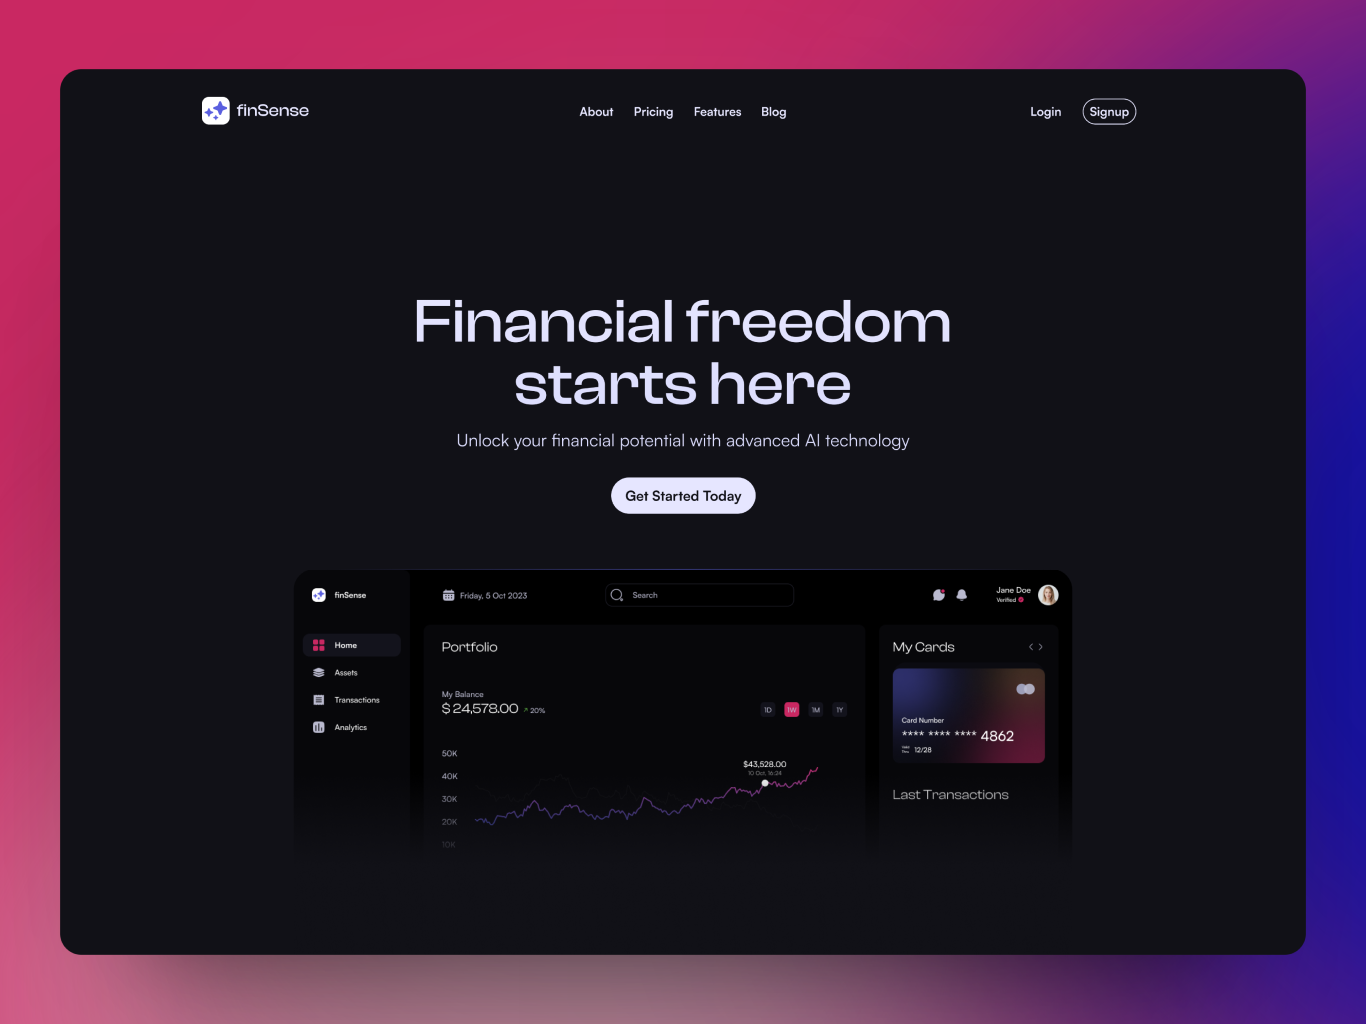 finSense
About Pricing Features Blog
Login Signup
Financial freedom
starts here
Unlock your financial potential with advanced AI technology
Get Started Today
finSense
Friday, 5 Oct 2023
Search
Jane Doe
Verified
Home
Assets
Transactions
Analytics
Portfolio
My Balance
$ 24,578.00 20%
1D 1W 1M 1Y
50K
40K
30K
20K
10K
$43,528.00
10 Oct, 16:24
My Cards
Card Number
**** **** **** 4862
Valid
Thru 12/28
Last Transactions